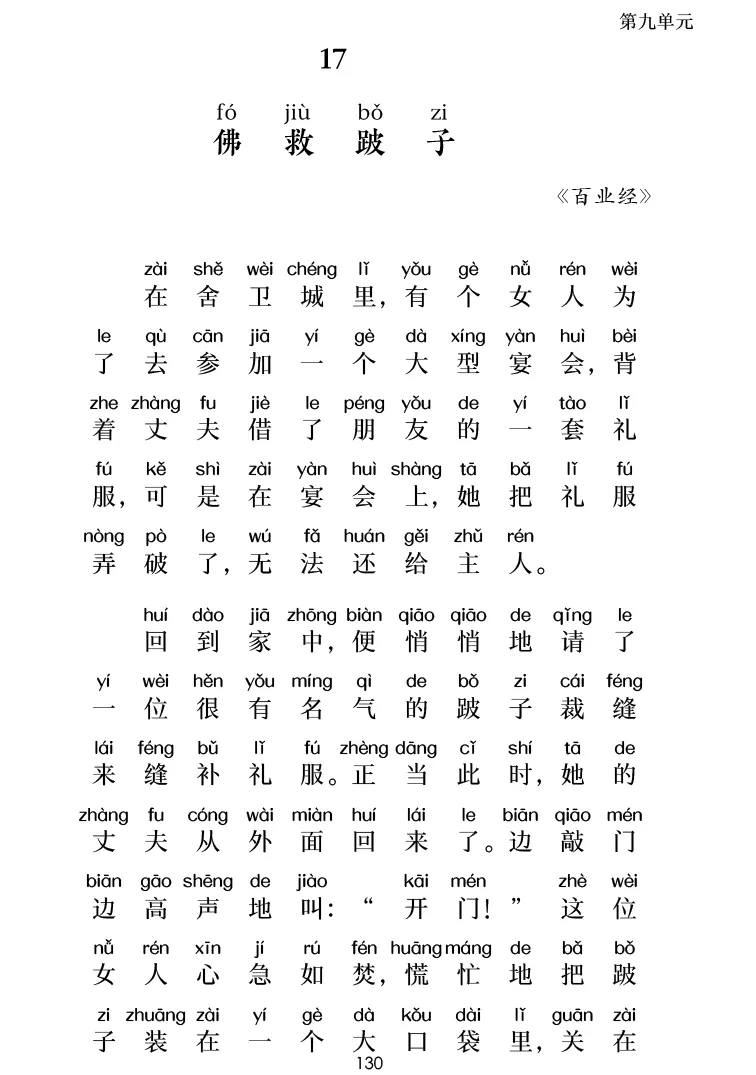 第九单元
17
fó jiù bǒ zi
佛救跛子
《百业经》
zài shě wèi chéng lǐ yǒu gè nǚ rén wèi
在舍卫城里，有个女人为
le qù cān jiā yí gè dà xíng yàn huì bèi
了去参加一个大型宴会，背
zhe zhàng fu jiè le péng yǒu de yí tào lǐ
着丈夫借了朋友的一套礼
fú kě shì zài yàn huì shàng tā bǎ lǐ fú
服，可是在宴会上，她把礼服
nòng pò le wú fǎ huán gěi zhǔ rén
弄破了，无法还给主人。
huí dào jiā zhōng biàn qiāo qiāo de qǐng le
回到家中，便悄悄地请了
yí wèi hěn yǒu míng qì de bǒ zi cái féng
一位很有名气的跛子裁缝
lái féng bǔ lǐ fú zhèng dāng cǐ shí tā de
来缝补礼服。正当此时，她的
zhàng fu cóng wài miàn huí lái le biān qiāo mén
丈夫从外面回来了。边敲门
biān gāo shēng de jiào kāi mén zhè wèi
边高声地叫：“开门！”这位
nǚ rén xīn jí rú fén huāng máng de bǎ bǒ
女人心急如焚，慌忙地把跛
zi zhuāng zài yí gè dà kǒu dài lǐ guān zài
子装在一个大口袋里，关在
130